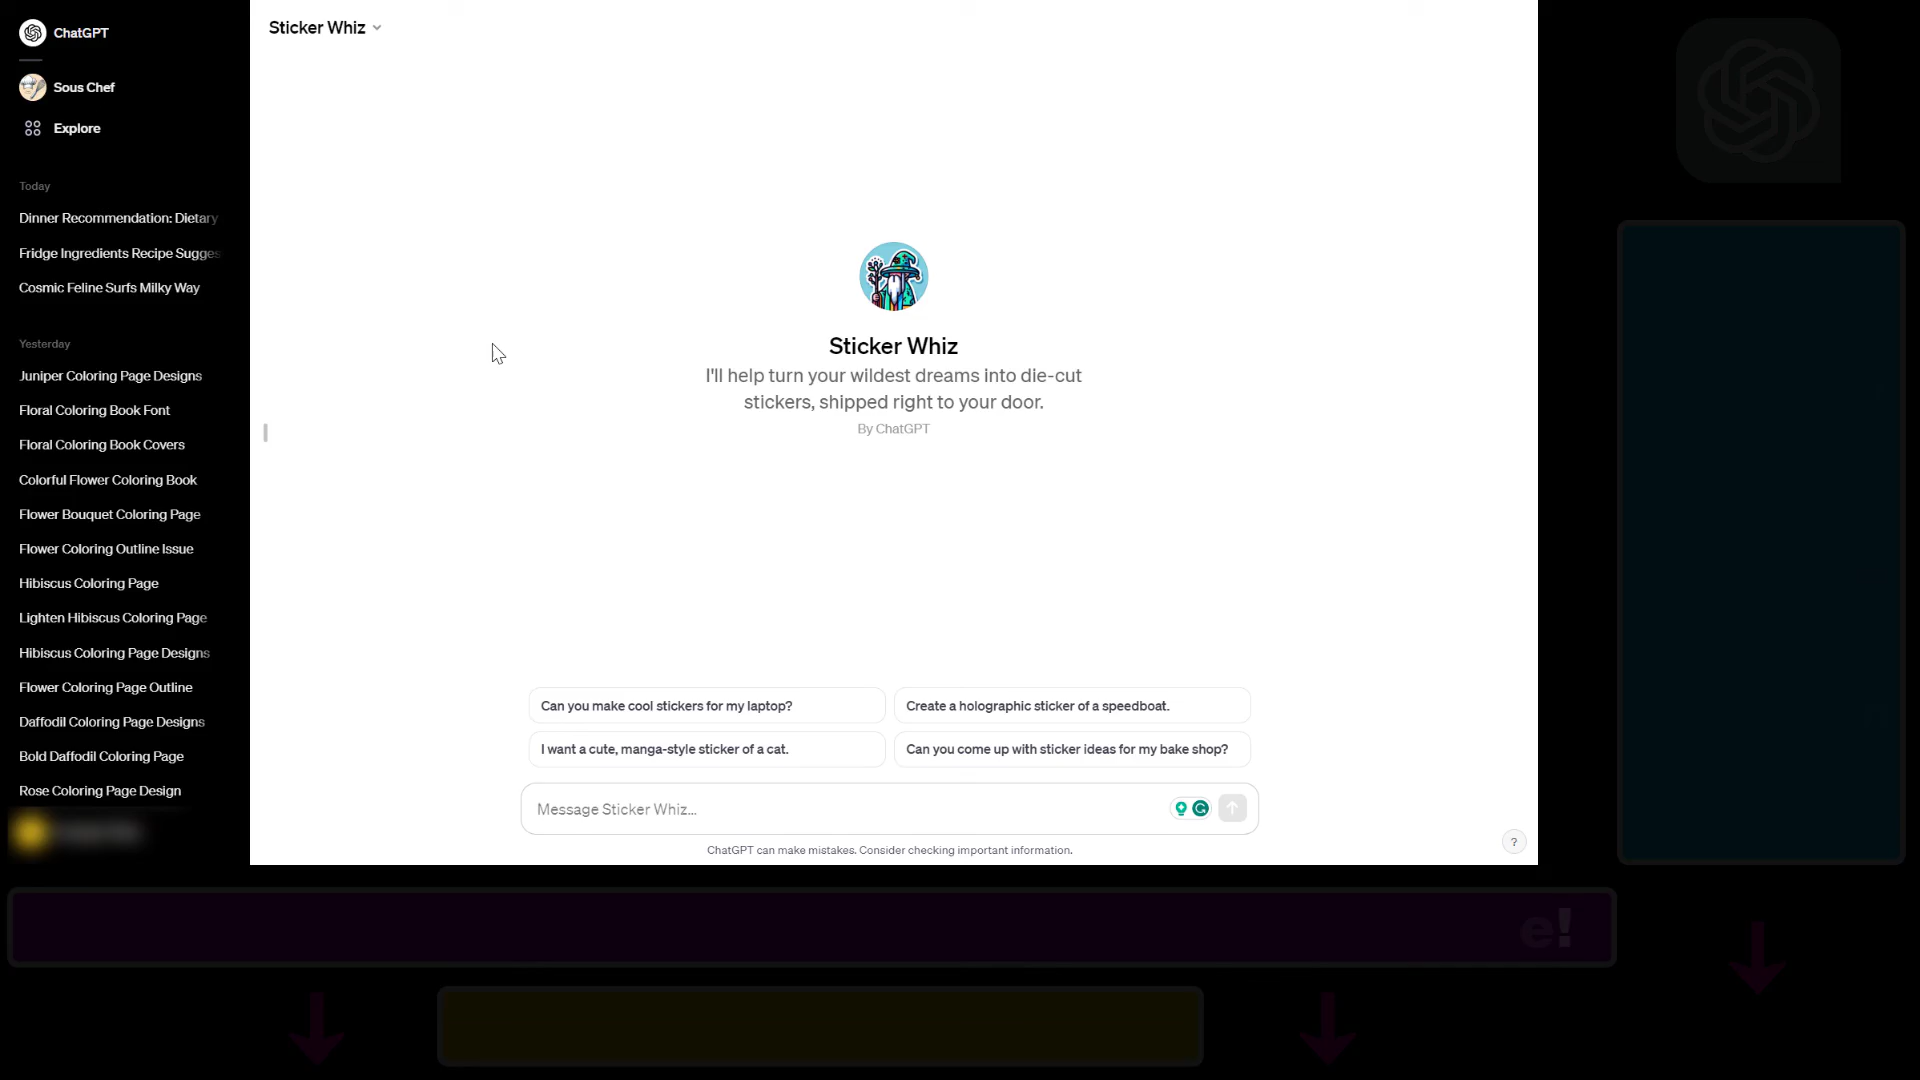 ChatGPT
Sous Chef
Explore
Today
Dinner Recommendation: Dietary
Fridge Ingredients Recipe Sugges
Cosmic Feline Surfs Milky Way
Yesterday
Juniper Coloring Page Designs
Floral Coloring Book Font
Floral Coloring Book Covers
Colorful Flower Coloring Book
Flower Bouquet Coloring Page
Flower Coloring Outline Issue
Hibiscus Coloring Page
Lighten Hibiscus Coloring Page
Hibiscus Coloring Page Designs
Flower Coloring Page Outline
Daffodil Coloring Page Designs
Bold Daffodil Coloring Page
Rose Coloring Page Design
Sticker Whiz
Sticker Whiz
I'll help turn your wildest dreams into die-cut
stickers, shipped right to your door.
By ChatGPT
Can you make cool stickers for my laptop?
Create a holographic sticker of a speedboat.
I want a cute, manga-style sticker of a cat.
Can you come up with sticker ideas for my bake shop?
Message Sticker Whiz...
ChatGPT can make mistakes. Consider checking important information.
?
e!